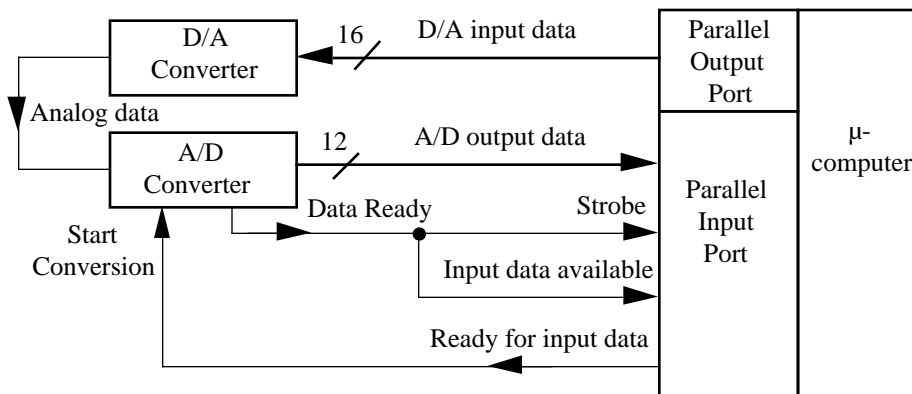 D/A
Converter
16
D/A input data
Parallel
Output
Port
Analog data
A/D
Converter
12
A/D output data
μ-
computer
Parallel
Input
Port
Data Ready
Strobe
Start
Conversion
Input data available
Ready for input data